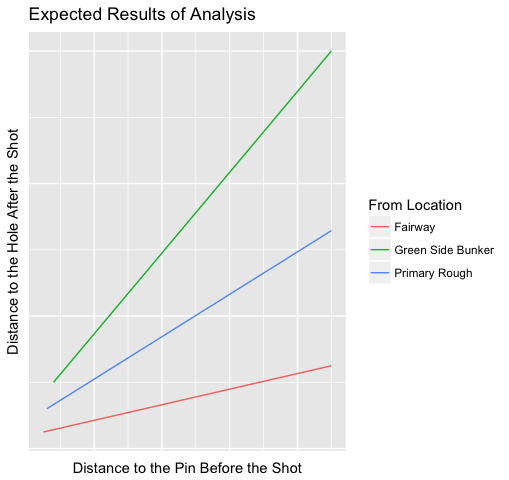 Expected Results of Analysis
Distance to the Hole After the Shot
Distance to the Pin Before the Shot
From Location
Fairway
Green Side Bunker
Primary Rough